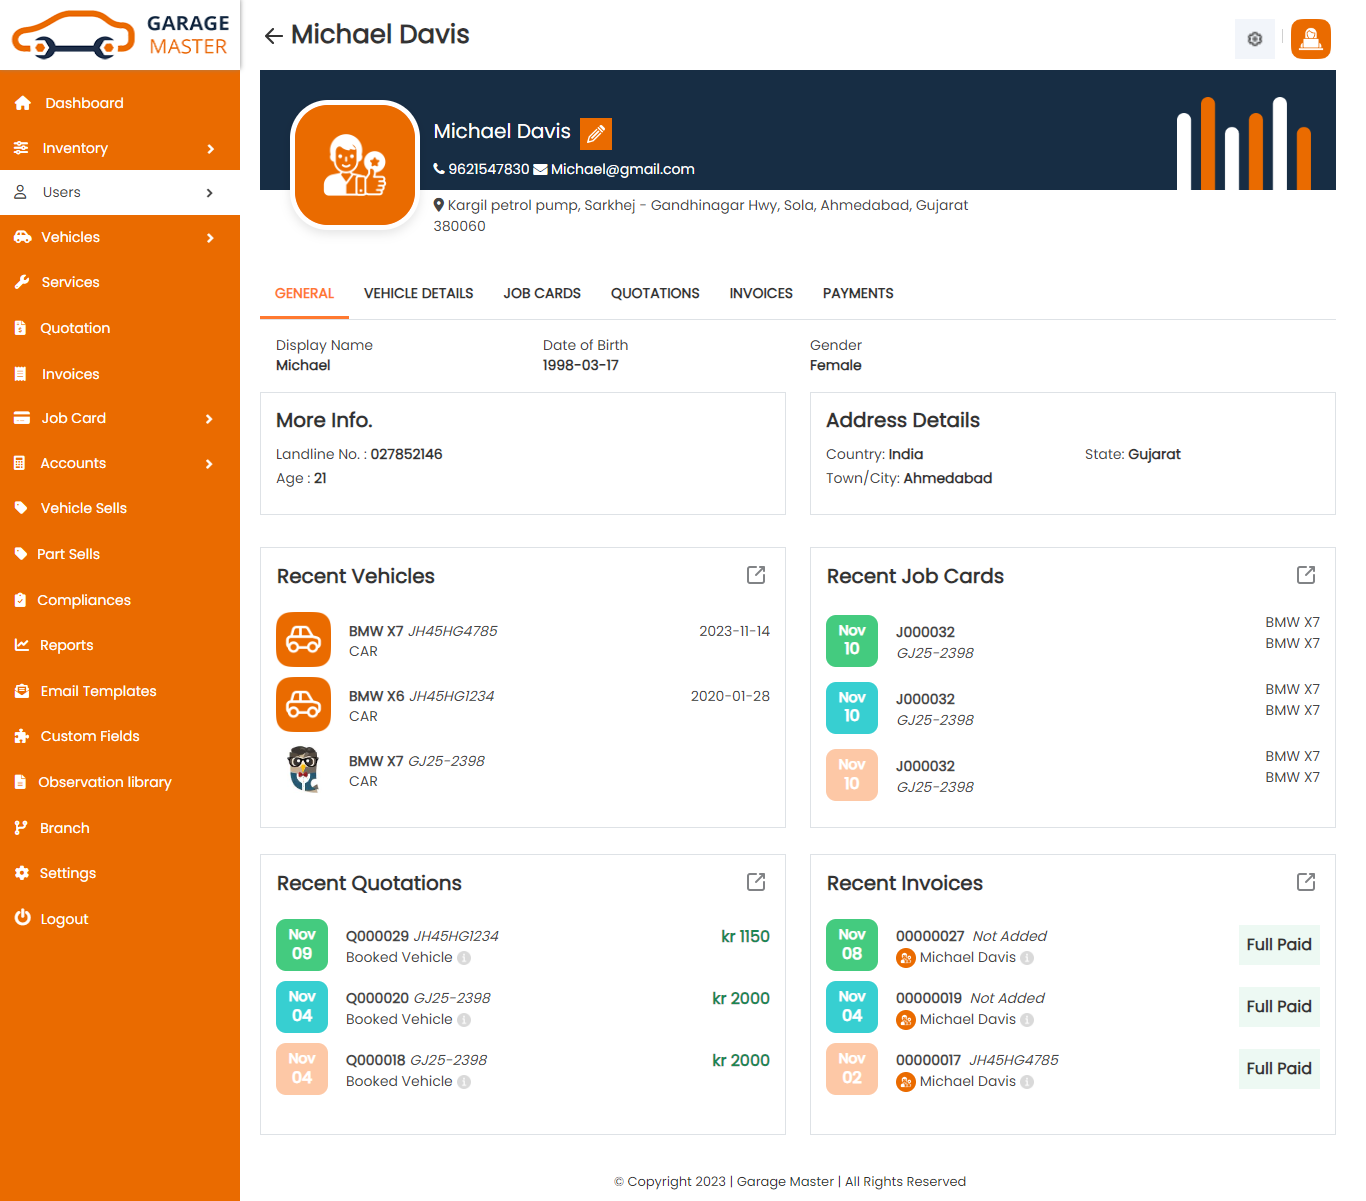 GARAGE
MASTER
Michael Davis
Dashboard
Inventory
Users
Vehicles
Services
Quotation
Invoices
Job Card
Accounts
Vehicle Sells
Part Sells
Compliances
Reports
Email Templates
Custom Fields
Observation library
Branch
Settings
Logout
Michael Davis
9621547830 Michael@gmail.com
Kargil petrol pump, Sarkhej - Gandhinagar Hwy, Sola, Ahmedabad, Gujarat
380060
GENERAL VEHICLE DETAILS JOB CARDS QUOTATIONS INVOICES PAYMENTS
Display Name Date of Birth Gender
Michael 1998-03-17 Female
More Info.
Landline No. : 027852146
Age : 21
Address Details
Country: India State: Gujarat
Town/City: Ahmedabad
Recent Vehicles
BMW X7 JH45HG4785 2023-11-14
CAR
BMW X6 JH45HG1234 2020-01-28
CAR
BMW X7 GJ25-2398
CAR
Recent Job Cards
Nov 10
J000032 BMW X7
GJ25-2398 BMW X7
Nov 10
J000032 BMW X7
GJ25-2398 BMW X7
Nov 10
J000032 BMW X7
GJ25-2398 BMW X7
Recent Quotations
Nov 09
Q000029 JH45HG1234 kr 1150
Booked Vehicle
Nov 04
Q000020 GJ25-2398 kr 2000
Booked Vehicle
Nov 04
Q000018 GJ25-2398 kr 2000
Booked Vehicle
Recent Invoices
Nov 08
00000027 Not Added Full Paid
Michael Davis
Nov 04
00000019 Not Added Full Paid
Michael Davis
Nov 02
00000017 JH45HG4785 Full Paid
Michael Davis
© Copyright 2023 | Garage Master | All Rights Reserved